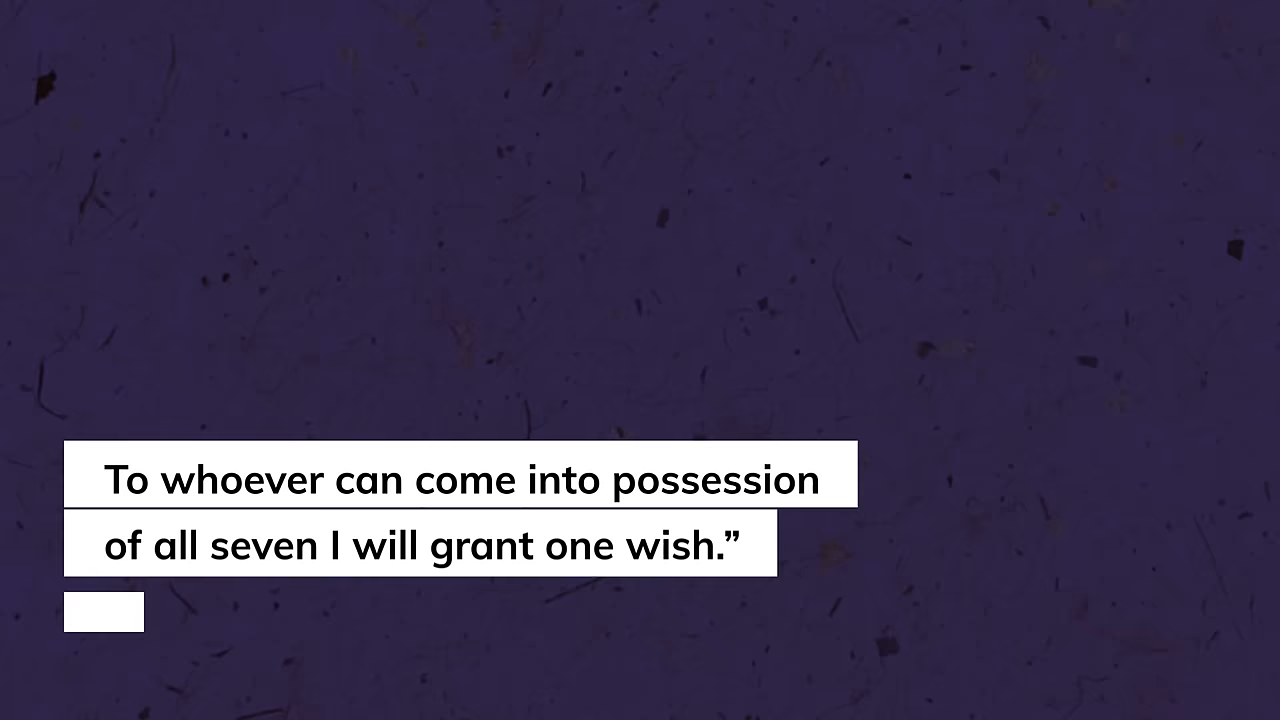 To whoever can come into possession
of all seven I will grant one wish.”